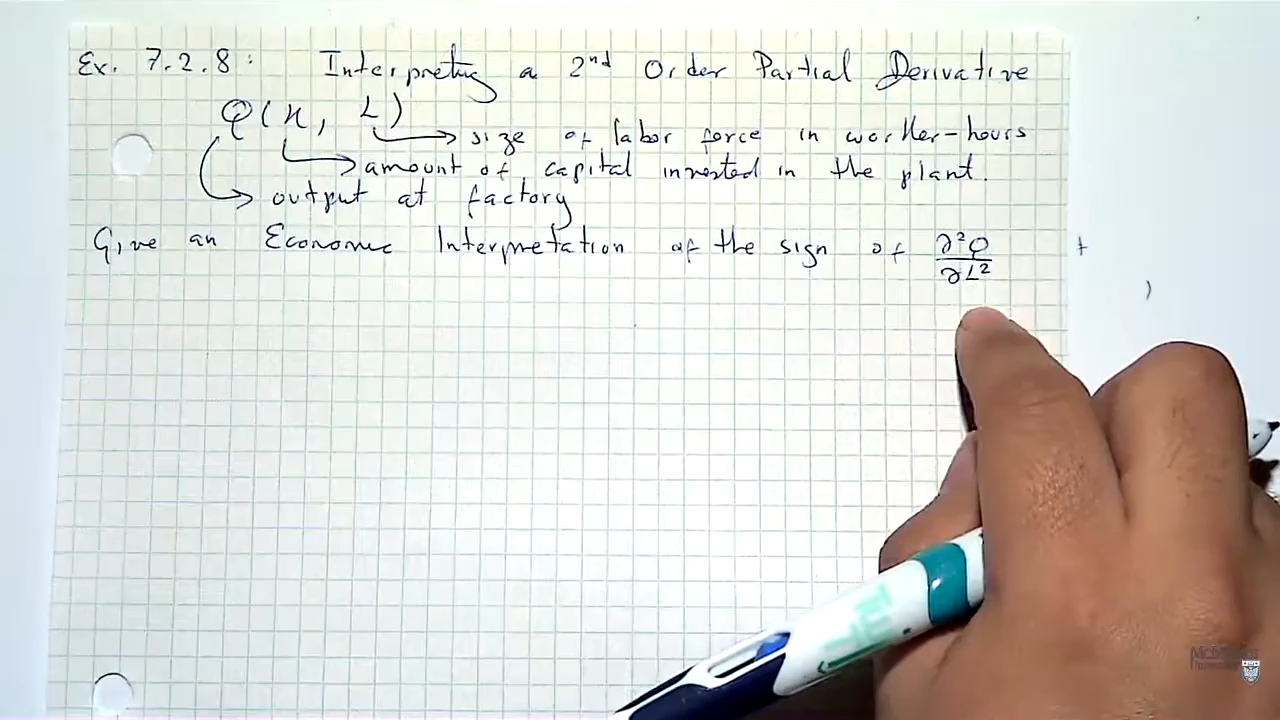 Ex. 7.2.8: Interpreting a 2nd Order Partial Derivative
Q(K, L)
size of labor force in worker-hours
amount of capital invested in the plant.
output at factory
Give an Economic Interpretation of the sign of ∂²Q/∂L²